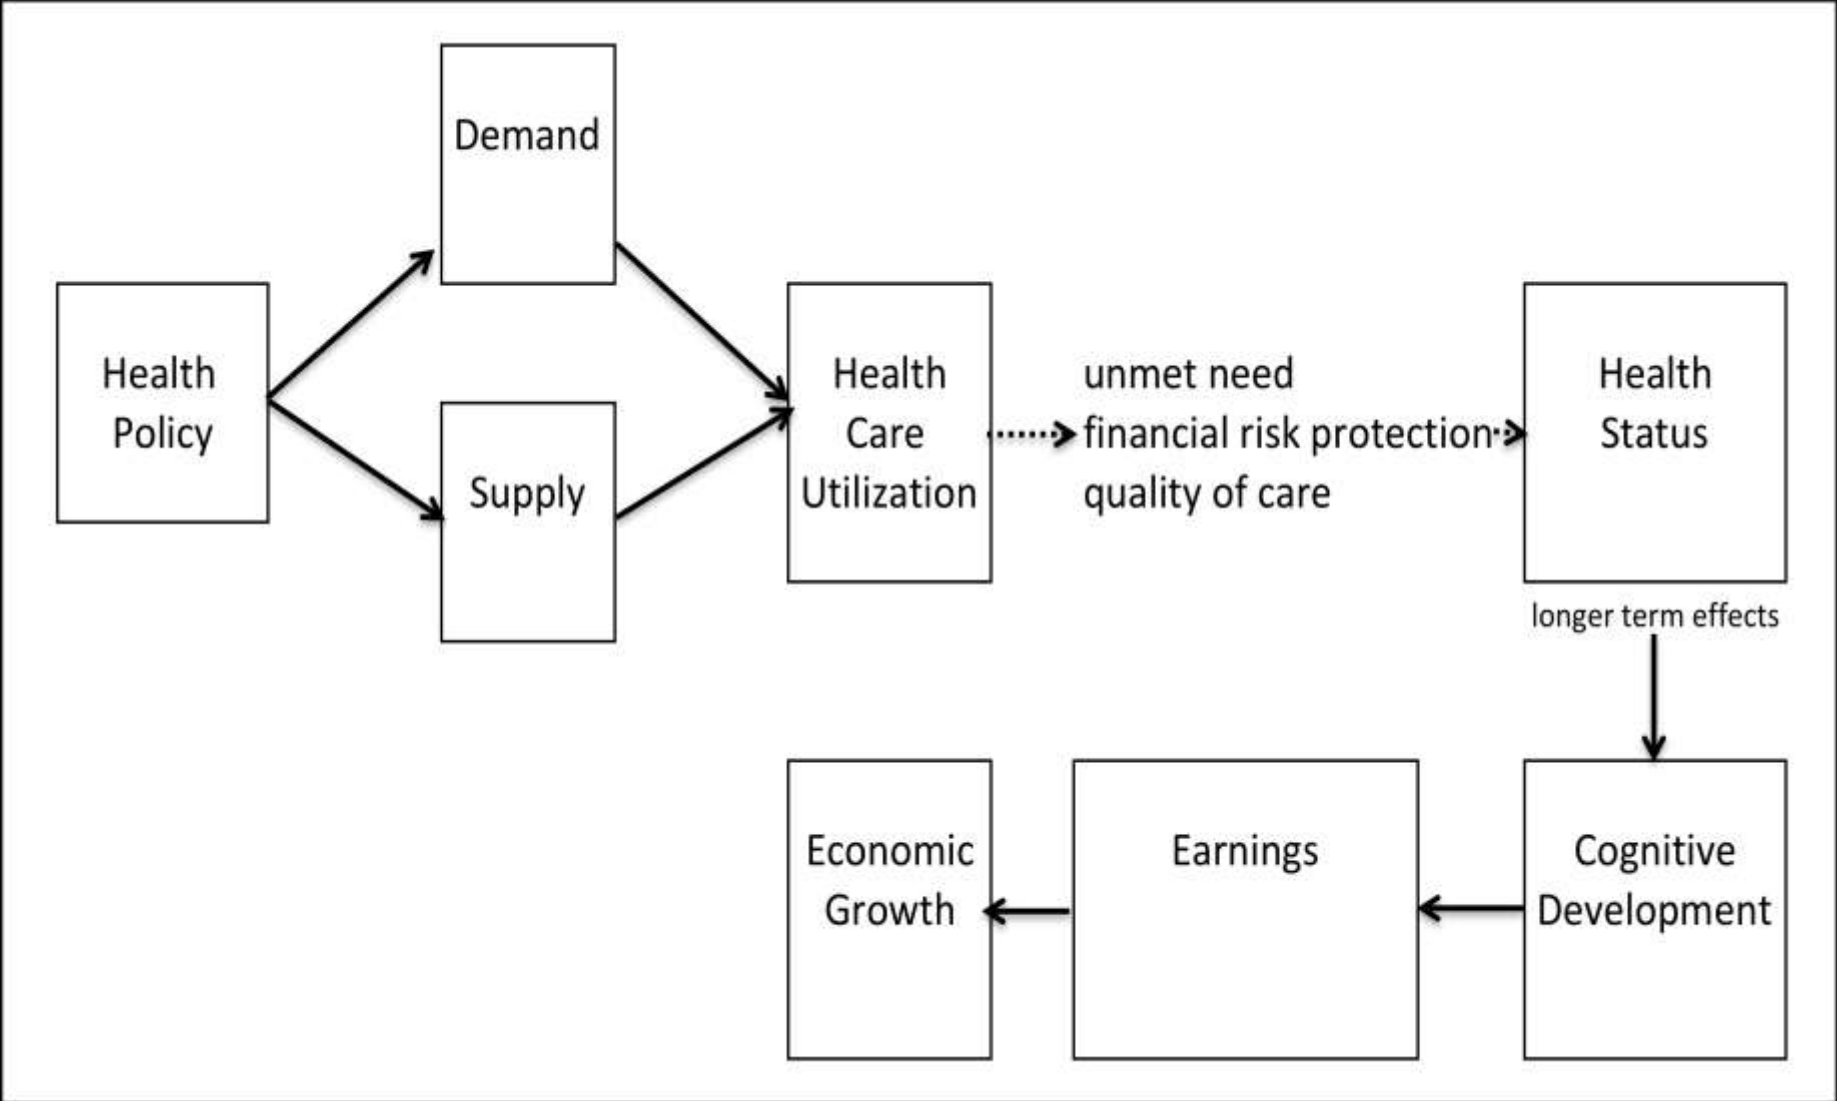 Demand
Health
Policy
Supply
Health
Care
Utilization
unmet need
financial risk protection
quality of care
Health
Status
longer term effects
Cognitive
Development
Earnings
Economic
Growth